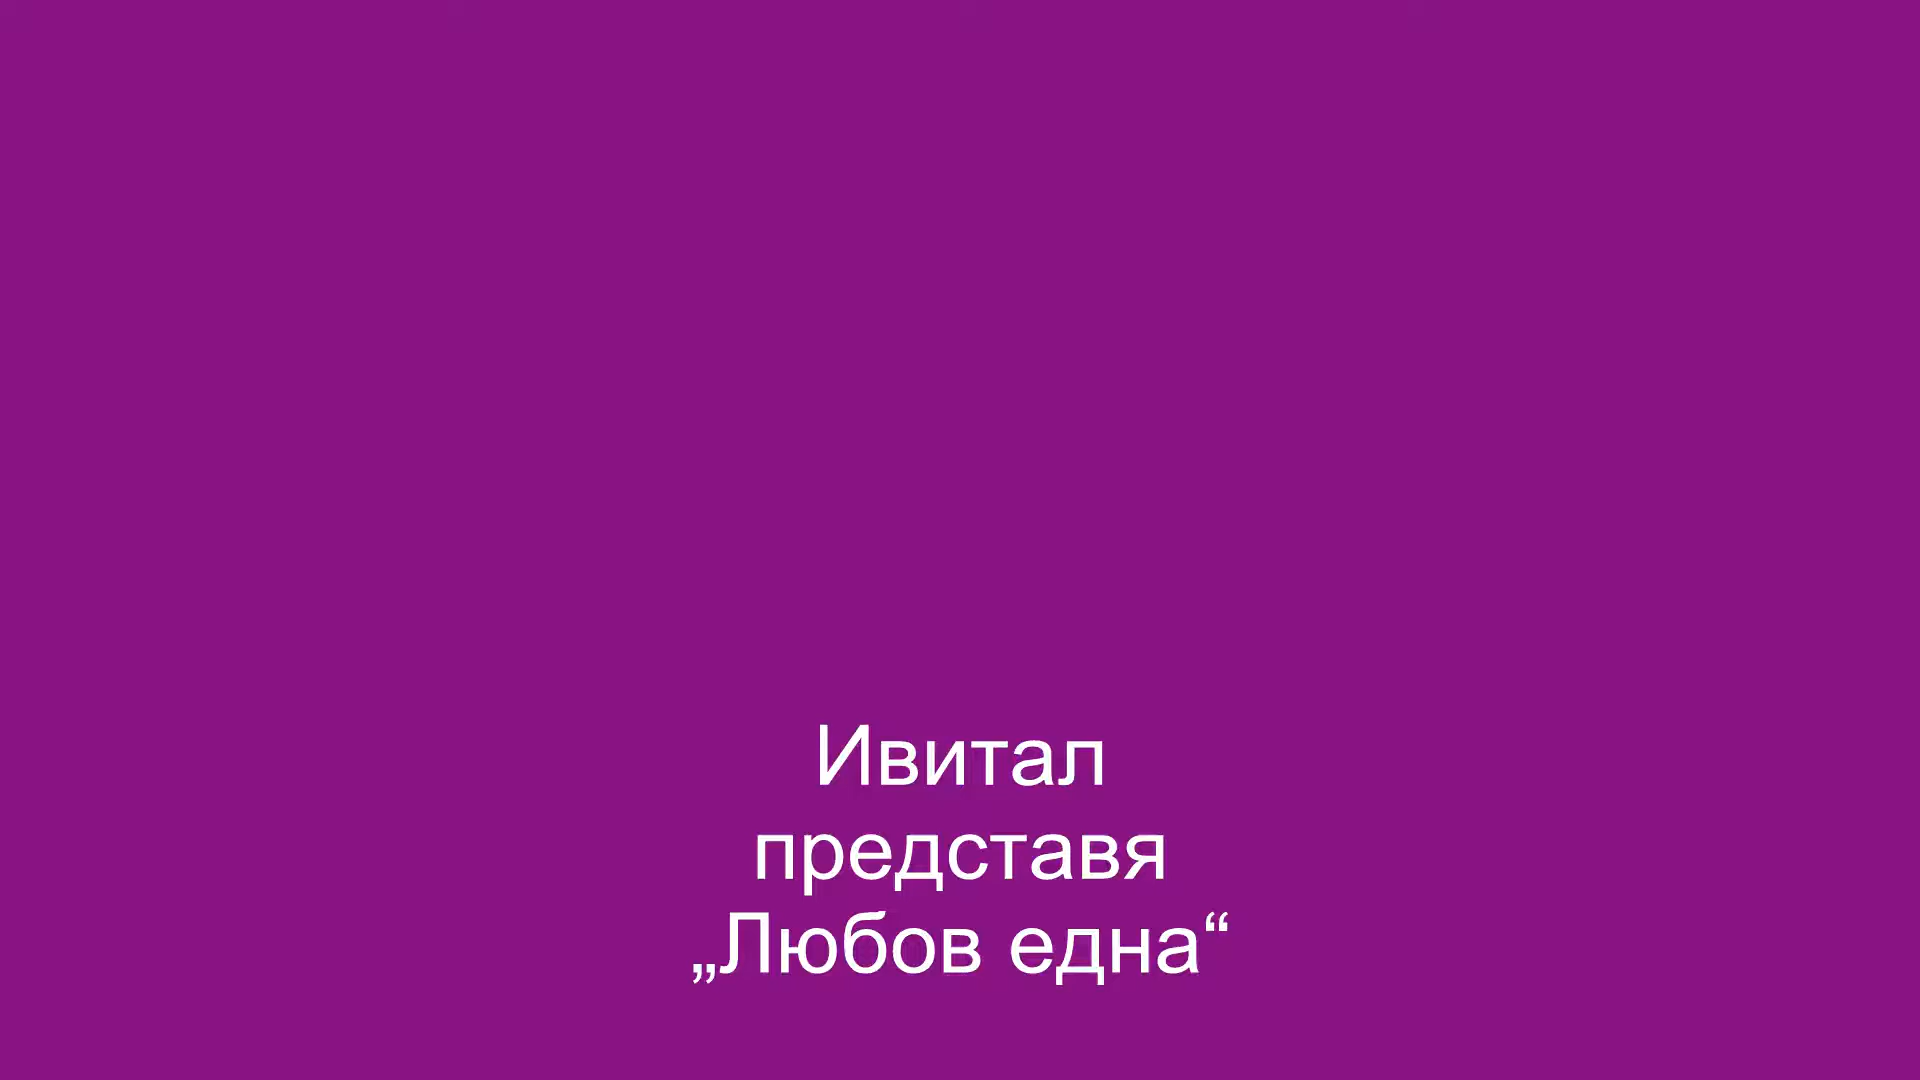 Ивитал
представя
„Любов една“